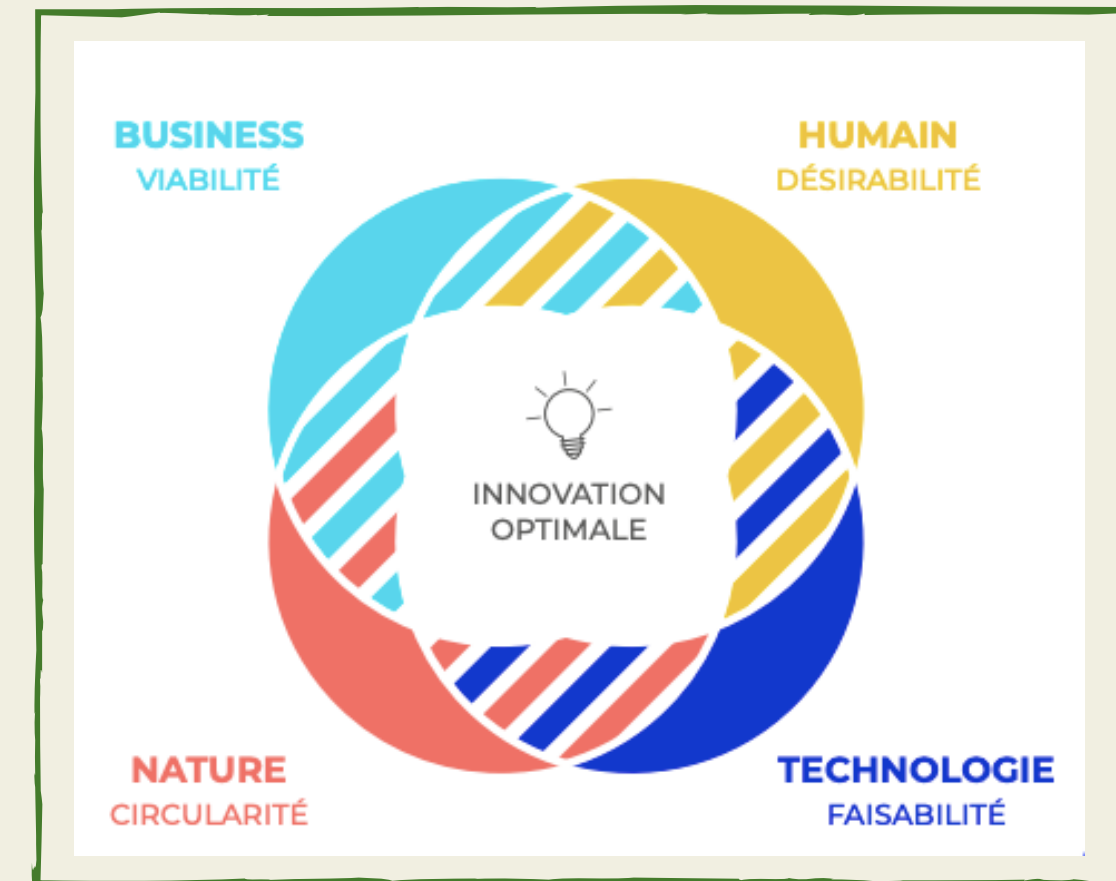 BUSINESS
VIABILITÉ
HUMAIN
DÉSIRABILITÉ
INNOVATION
OPTIMALE
NATURE
CIRCULARITÉ
TECHNOLOGIE
FAISABILITÉ